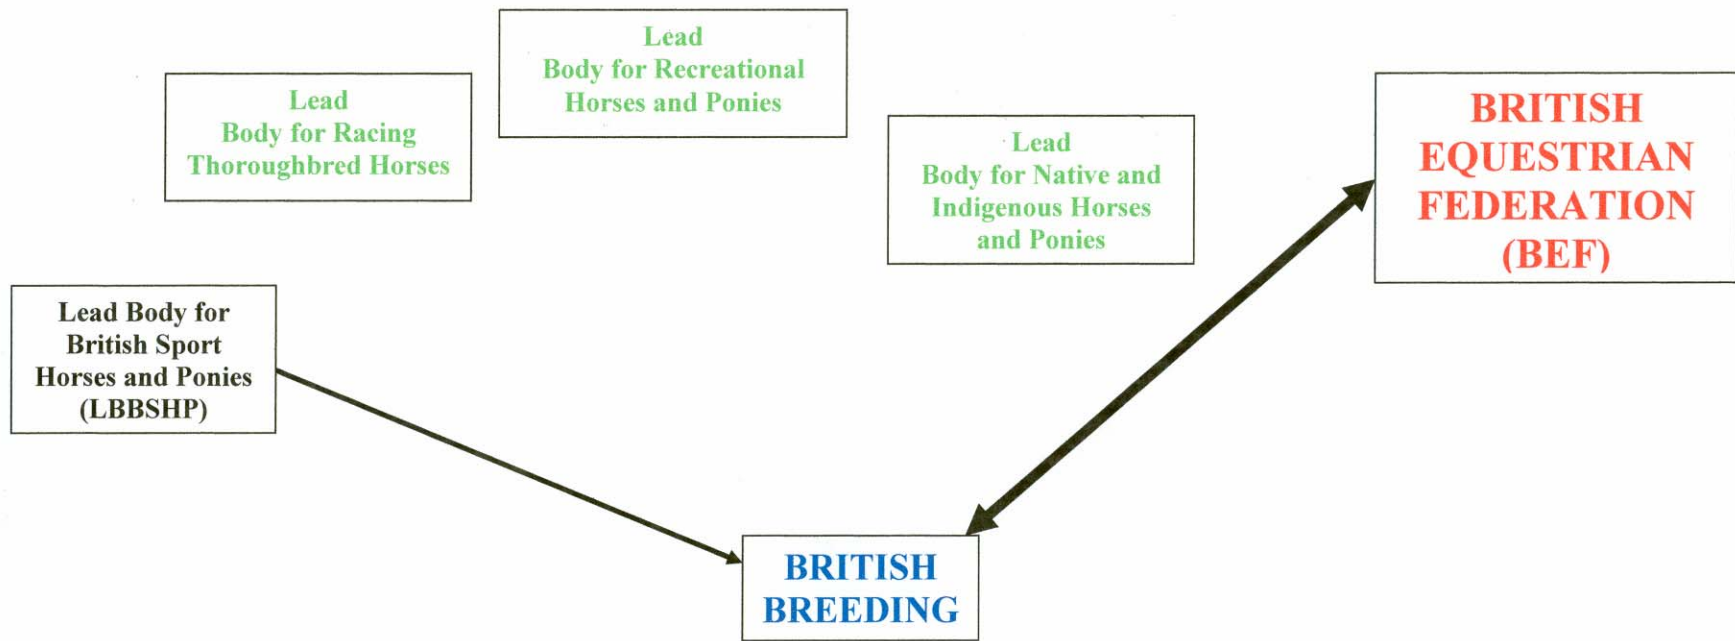 Lead
Body for Recreational
Horses and Ponies
Lead
Body for Racing
Thoroughbred Horses
Lead
Body for Native and
Indigenous Horses
and Ponies
BRITISH
EQUESTRIAN
FEDERATION
(BEF)
Lead Body for
British Sport
Horses and Ponies
(LBBSHP)
BRITISH
BREEDING